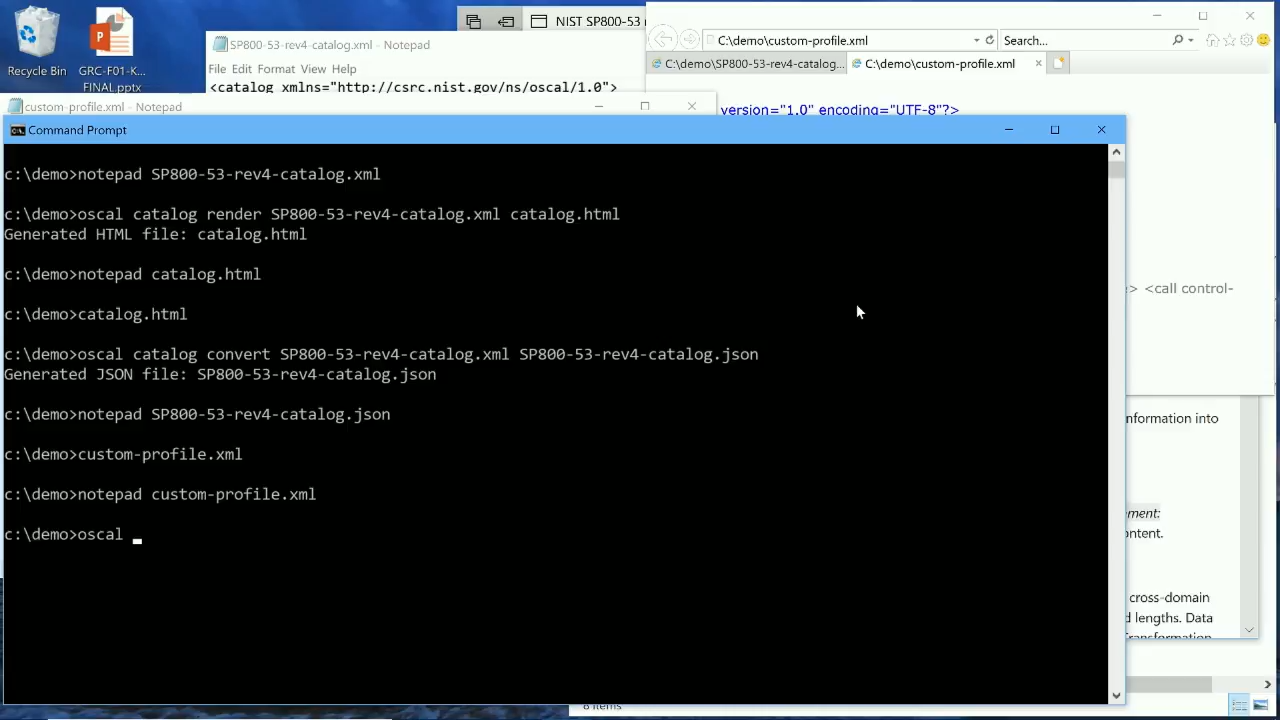 Recycle Bin
GRC-F01-K...
FINAL.pptx
NIST SP800-53
SP800-53-rev4-catalog.xml - Notepad
File Edit Format View Help
<catalog xmlns="http://csrc.nist.gov/ns/oscal/1.0">
C:\demo\custom-profile.xml
Search...
C:\demo\SP800-53-rev4-catalog...
C:\demo\custom-profile.xml
version="1.0" encoding="UTF-8"?>
custom-profile.xml - Notepad
Command Prompt
c:\demo>notepad SP800-53-rev4-catalog.xml
c:\demo>oscal catalog render SP800-53-rev4-catalog.xml catalog.html
Generated HTML file: catalog.html
c:\demo>notepad catalog.html
c:\demo>catalog.html
c:\demo>oscal catalog convert SP800-53-rev4-catalog.xml SP800-53-rev4-catalog.json
Generated JSON file: SP800-53-rev4-catalog.json
c:\demo>notepad SP800-53-rev4-catalog.json
c:\demo>custom-profile.xml
c:\demo>notepad custom-profile.xml
c:\demo>oscal
> <call control-
nformation into
ement:
ontent.
cross-domain
d lengths. Data